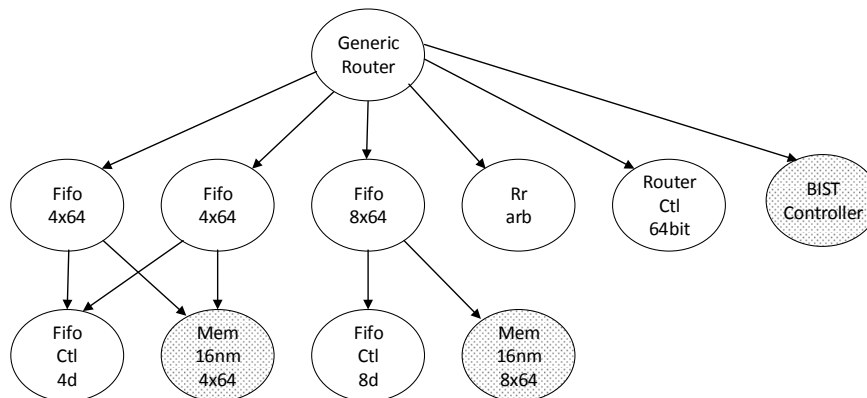 Generic
Router
Fifo
4x64
Fifo
4x64
Fifo
8x64
Rr
arb
Router
Ctl
64bit
BIST
Controller
Fifo
Ctl
4d
Mem
16nm
4x64
Fifo
Ctl
8d
Mem
16nm
8x64